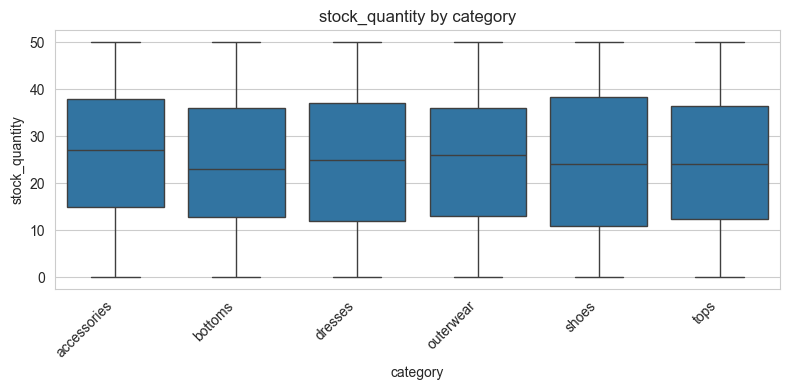 stock_quantity by category
stock_quantity
50
40
30
20
10
0
accessories
bottoms
dresses
outerwear
shoes
tops
category